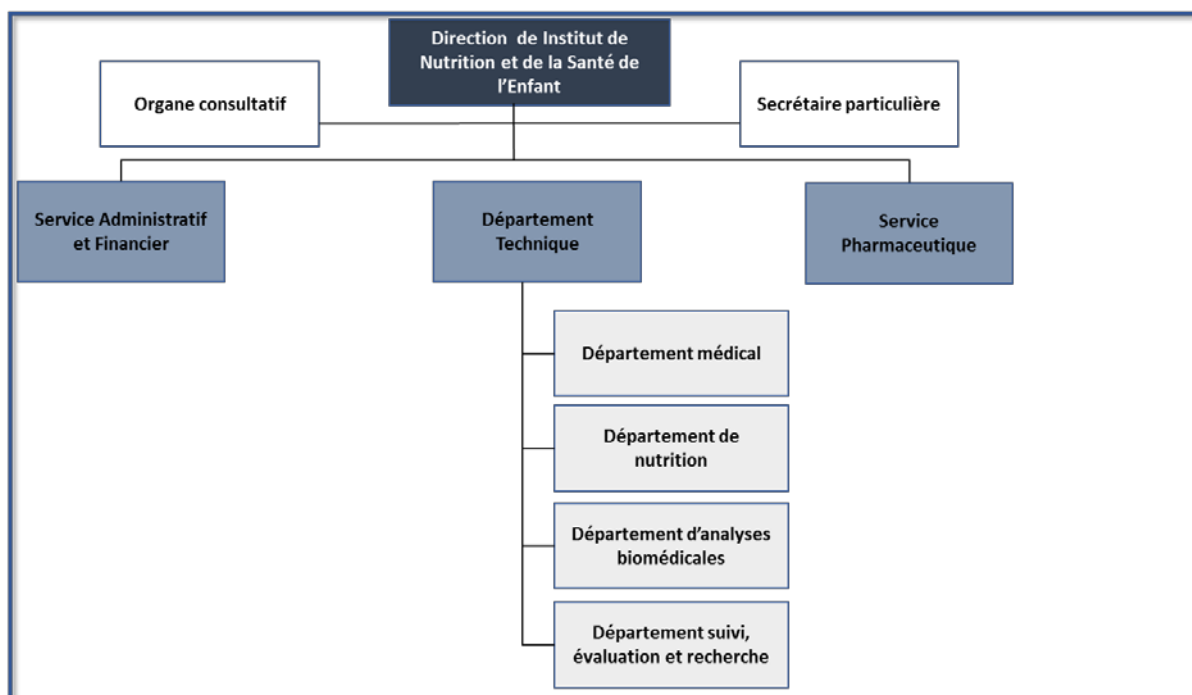 Direction de Institut de
Nutrition et de la Santé de
l'Enfant
Organe consultatif
Secrétaire particulière
Service Administratif
et Financier
Département
Technique
Service
Pharmaceutique
Département médical
Département de
nutrition
Département d'analyses
biomédicales
Département suivi,
évaluation et recherche